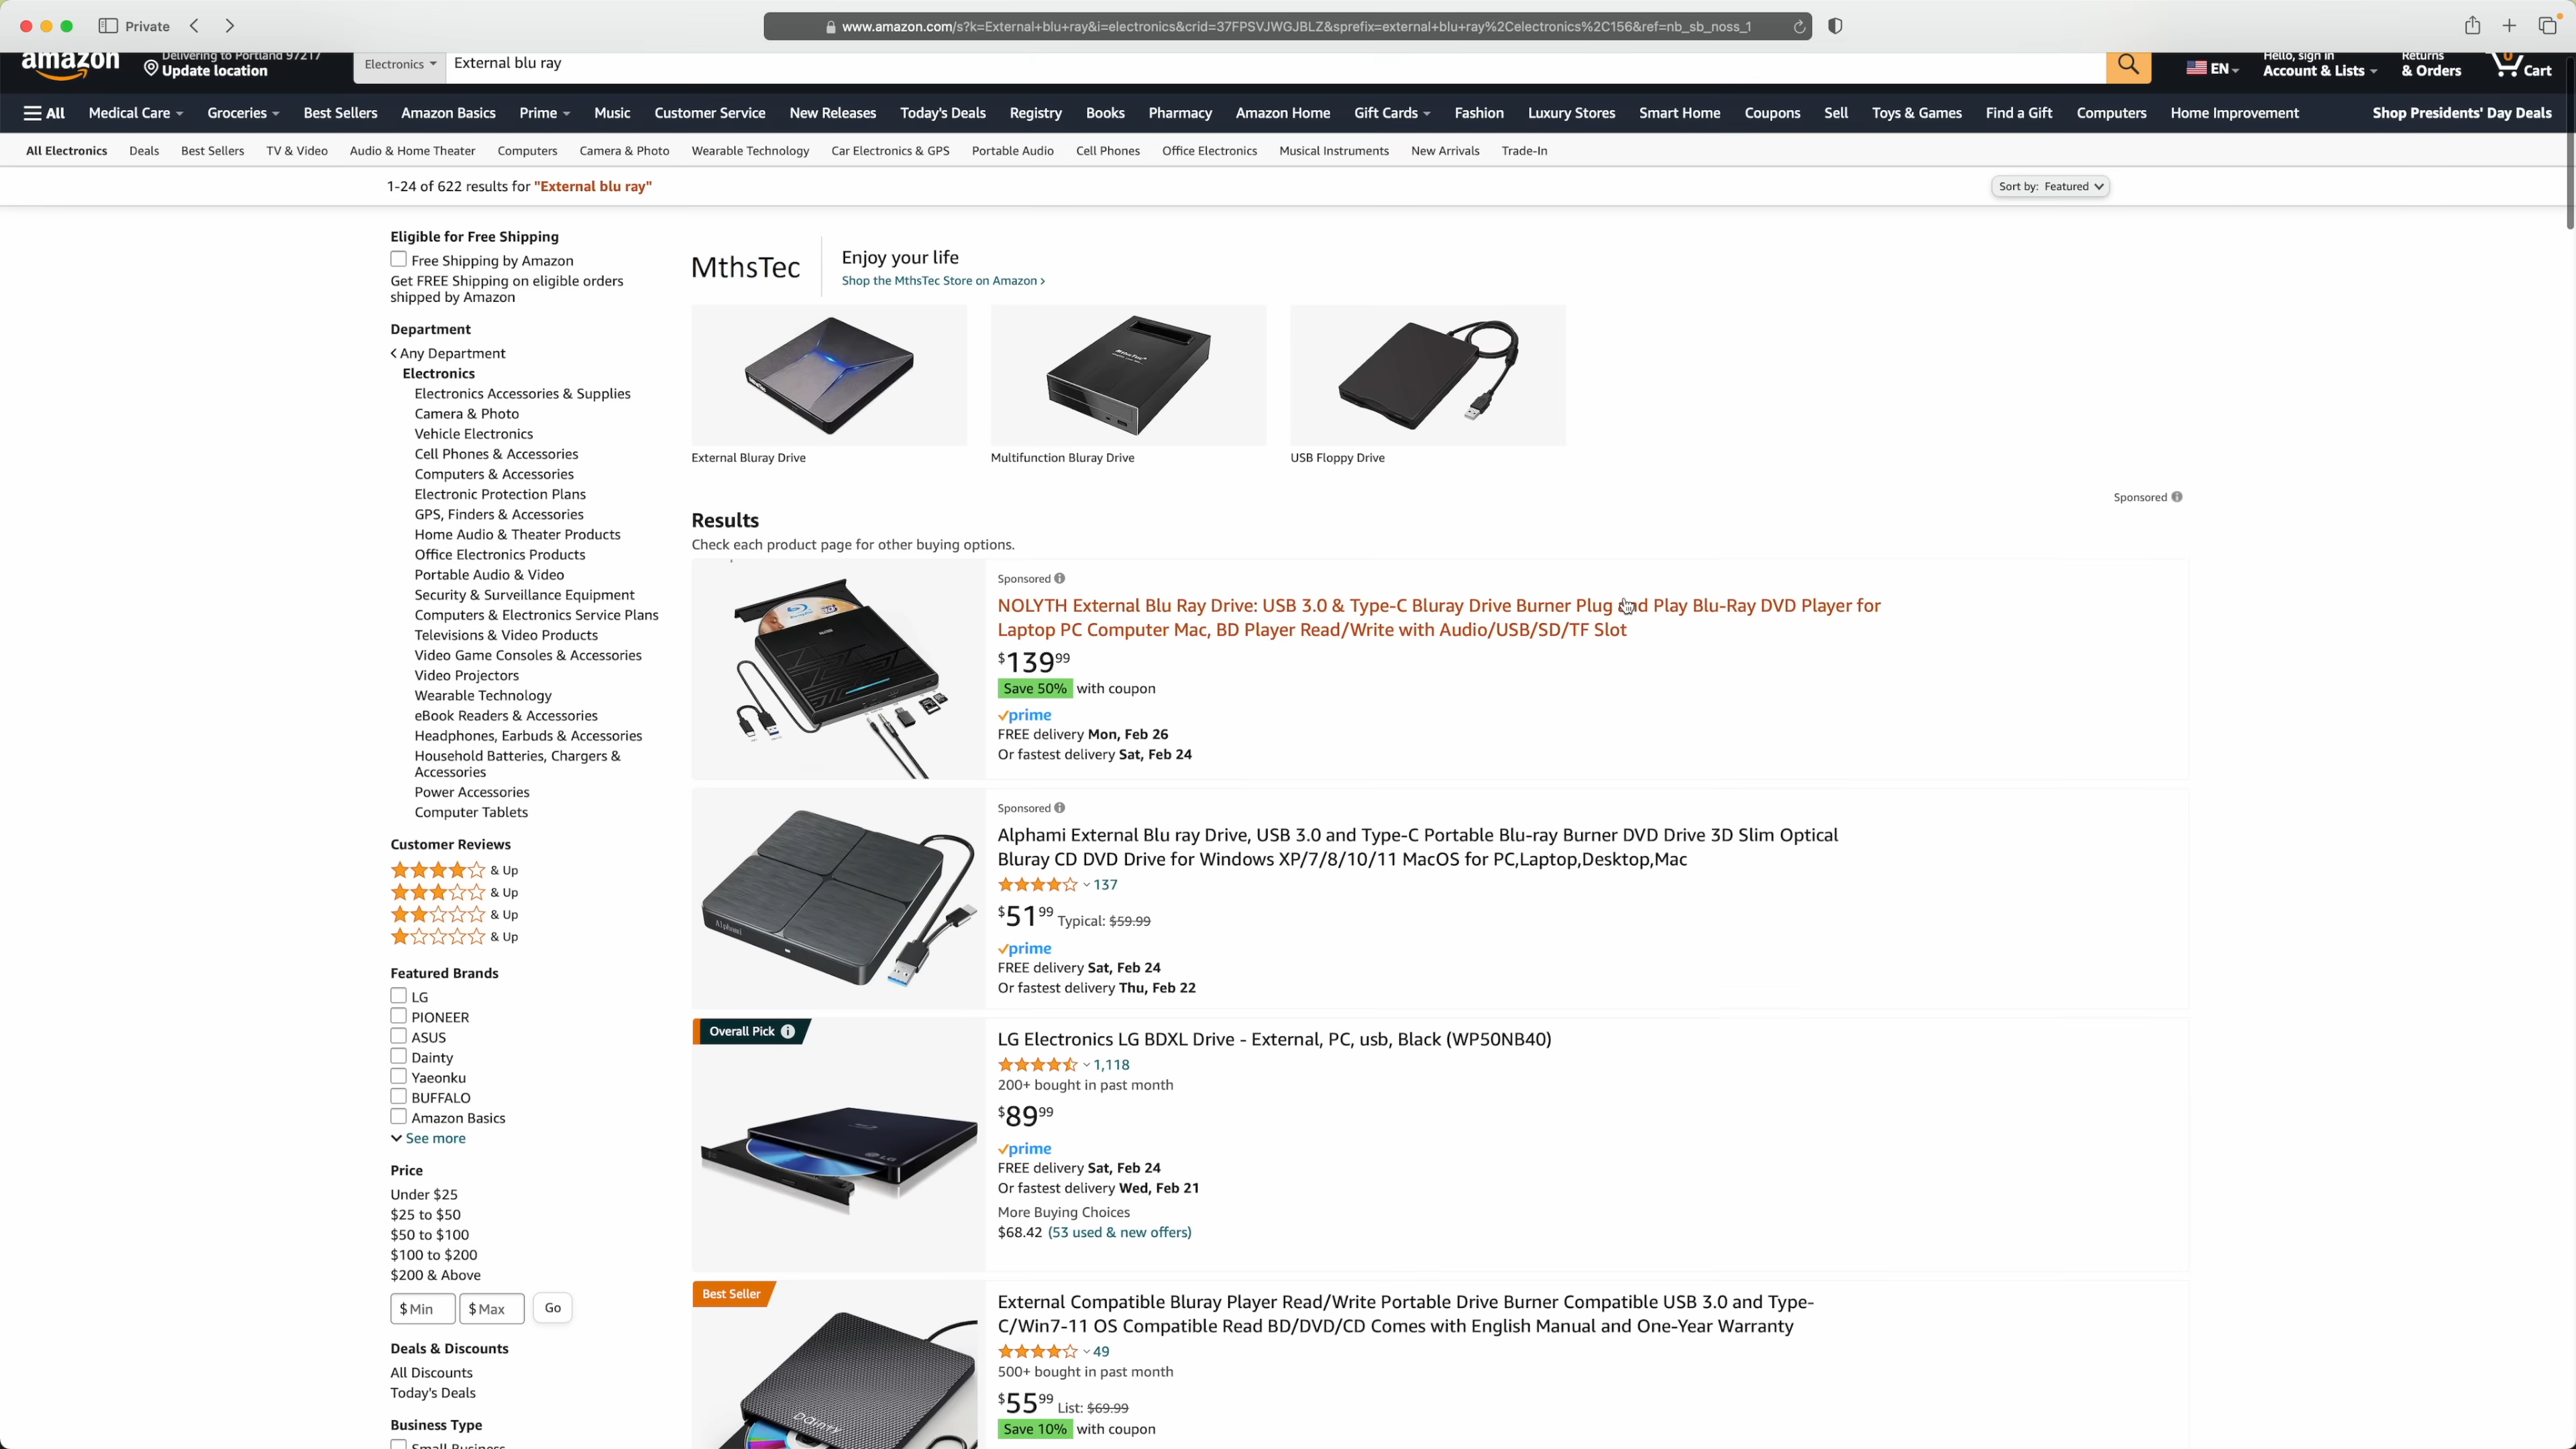 Private
www.amazon.com/s?k=External+blu+ray&i=electronics&crid=37FPSVJWGJBLZ&sprefix=external+blu+ray%2Celectronics%2C156&ref=nb_sb_noss_1
amazon
Delivering to Portland 97217
Update location
Electronics
External blu ray
EN
Hello, sign in
Account & Lists
Returns
& Orders
0
Cart
All
Medical Care
Groceries
Best Sellers
Amazon Basics
Prime
Music
Customer Service
New Releases
Today's Deals
Registry
Books
Pharmacy
Amazon Home
Gift Cards
Fashion
Luxury Stores
Smart Home
Coupons
Sell
Toys & Games
Find a Gift
Computers
Home Improvement
Shop Presidents' Day Deals
All Electronics
Deals
Best Sellers
TV & Video
Audio & Home Theater
Computers
Camera & Photo
Wearable Technology
Car Electronics & GPS
Portable Audio
Cell Phones
Office Electronics
Musical Instruments
New Arrivals
Trade-In
1-24 of 622 results for "External blu ray"
Sort by: Featured
Eligible for Free Shipping
Free Shipping by Amazon
Get FREE Shipping on eligible orders
shipped by Amazon
Department
Any Department
Electronics
Electronics Accessories & Supplies
Camera & Photo
Vehicle Electronics
Cell Phones & Accessories
Computers & Accessories
Electronic Protection Plans
GPS, Finders & Accessories
Home Audio & Theater Products
Office Electronics Products
Portable Audio & Video
Security & Surveillance Equipment
Computers & Electronics Service Plans
Televisions & Video Products
Video Game Consoles & Accessories
Video Projectors
Wearable Technology
eBook Readers & Accessories
Headphones, Earbuds & Accessories
Household Batteries, Chargers &
Accessories
Power Accessories
Computer Tablets
Customer Reviews
& Up
& Up
& Up
& Up
Featured Brands
LG
PIONEER
ASUS
Dainty
Yaeonku
BUFFALO
Amazon Basics
See more
Price
Under $25
$25 to $50
$50 to $100
$100 to $200
$200 & Above
$ Min
$ Max
Go
Deals & Discounts
All Discounts
Today's Deals
Business Type
Small Business
MthsTec
Enjoy your life
Shop the MthsTec Store on Amazon ›
MthsTec
External Bluray Drive
Multifunction Bluray Drive
USB Floppy Drive
Sponsored
Results
Check each product page for other buying options.
Sponsored
NOLYTH External Blu Ray Drive: USB 3.0 & Type-C Bluray Drive Burner Plug and Play Blu-Ray DVD Player for
Laptop PC Computer Mac, BD Player Read/Write with Audio/USB/SD/TF Slot
$139.99
Save 50% with coupon
prime
FREE delivery Mon, Feb 26
Or fastest delivery Sat, Feb 24
Sponsored
Alphami External Blu ray Drive, USB 3.0 and Type-C Portable Blu-ray Burner DVD Drive 3D Slim Optical
Bluray CD DVD Drive for Windows XP/7/8/10/11 MacOS for PC,Laptop,Desktop,Mac
137
$51.99 Typical: $59.99
prime
FREE delivery Sat, Feb 24
Or fastest delivery Thu, Feb 22
Alphami
Overall Pick
LG Electronics LG BDXL Drive - External, PC, usb, Black (WP50NB40)
1,118
200+ bought in past month
$89.99
prime
FREE delivery Sat, Feb 24
Or fastest delivery Wed, Feb 21
More Buying Choices
$68.42 (53 used & new offers)
LG
Best Seller
External Compatible Bluray Player Read/Write Portable Drive Burner Compatible USB 3.0 and Type-
C/Win7-11 OS Compatible Read BD/DVD/CD Comes with English Manual and One-Year Warranty
49
500+ bought in past month
$55.99 List: $69.99
Save 10% with coupon
Dainty